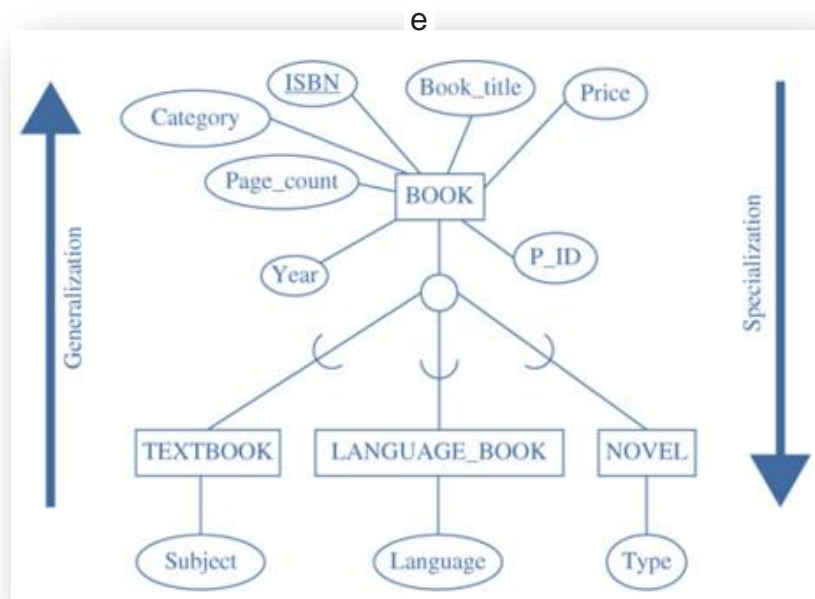 e
ISBN
Book_title
Price
Category
Page_count
BOOK
Year
P_ID
Generalization
Specialization
TEXTBOOK
LANGUAGE_BOOK
NOVEL
Subject
Language
Type